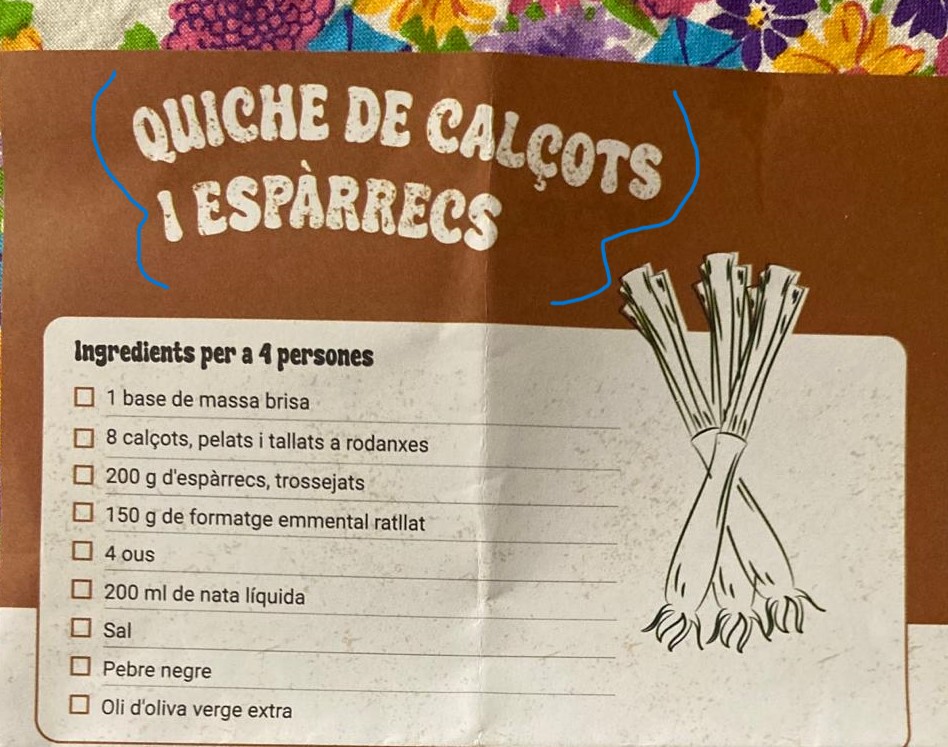 QUICHE DE CALÇOTS
I ESPÀRRECS
Ingredients per a 4 persones
1 base de massa brisa
8 calçots, pelats i tallats a rodanxes
200 g d'espàrrecs, trossejats
150 g de formatge emmental ratllat
4 ous
200 ml de nata líquida
Sal
Pebre negre
Oli d'oliva verge extra